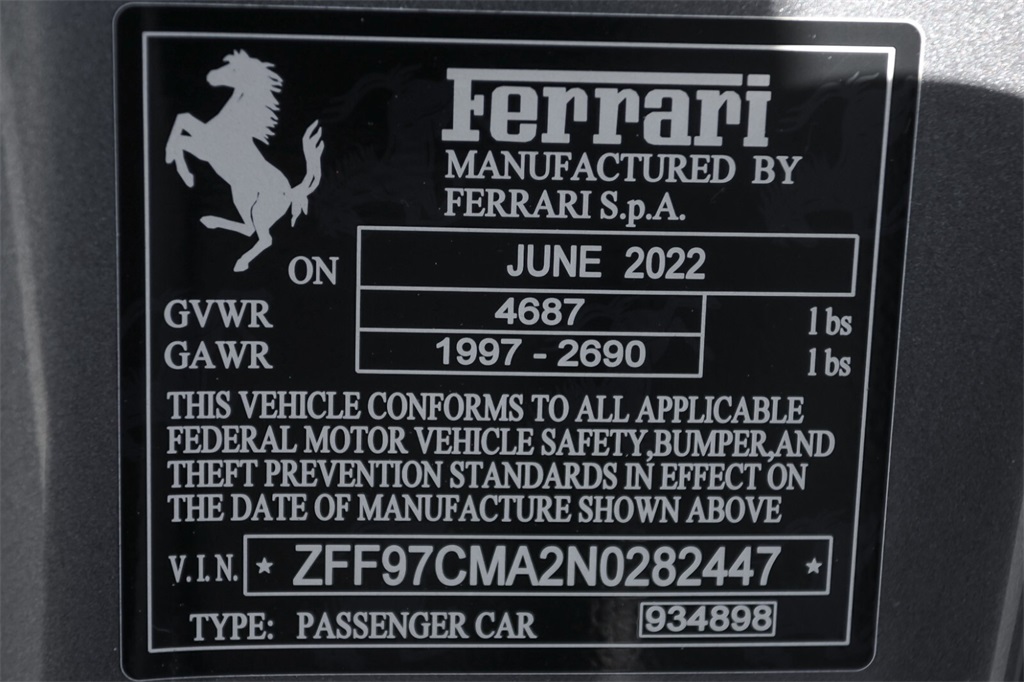 Ferrari
MANUFACTURED BY
FERRARI S.p.A.
ON JUNE 2022
GVWR 4687 lbs
GAWR 1997 - 2690 lbs
THIS VEHICLE CONFORMS TO ALL APPLICABLE
FEDERAL MOTOR VEHICLE SAFETY,BUMPER,AND
THEFT PREVENTION STANDARDS IN EFFECT ON
THE DATE OF MANUFACTURE SHOWN ABOVE
V.I.N. ★ ZFF97CMA2N0282447 ★
TYPE: PASSENGER CAR 934898